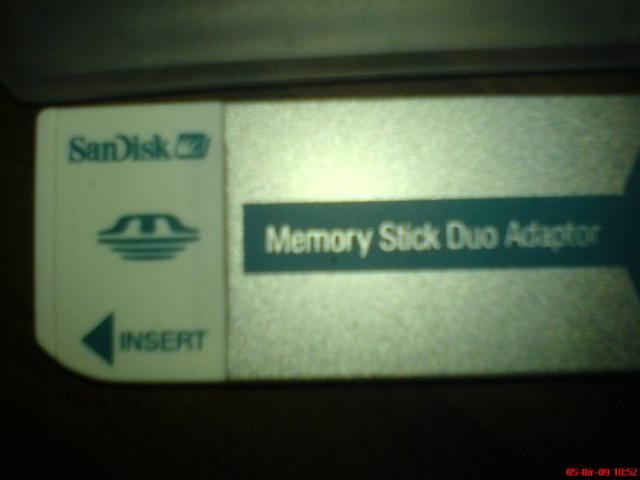 SanDisk
Memory Stick Duo Adaptor
INSERT
05-Bir-09 18:52